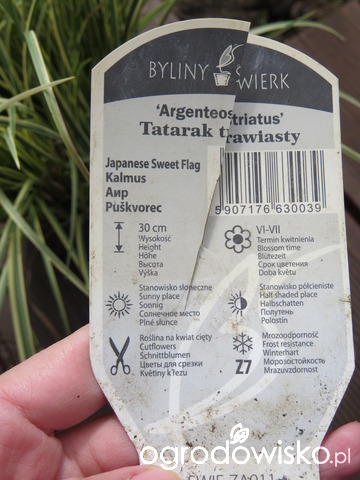 BYLINY ŚWIERK
'Argenteostriatus'
Tatarak trawiasty
Japanese Sweet Flag
Kalmus
Аир
Puškvorec
5907176 630039
30 cm
Wysokość
Height
Höhe
Высота
Výška
VI-VII
Termin kwitnienia
Blossom time
Blütezeit
Срок цветения
Doba květu
Stanowisko słoneczne
Sunny place
Sonnig
Солнечное место
Plné slunce
Stanowisko półcieniste
Half-shaded place
Halbschatten
Полутень
Polostín
Roślina na kwiat cięty
Cutflowers
Schnittblumen
Цветы для срезки
Květiny k řezu
Z7
Mrozoodporność
Frost resistance
Winterhart
Морозостойкость
Mrazuvzdornost
ogrodowisko.pl